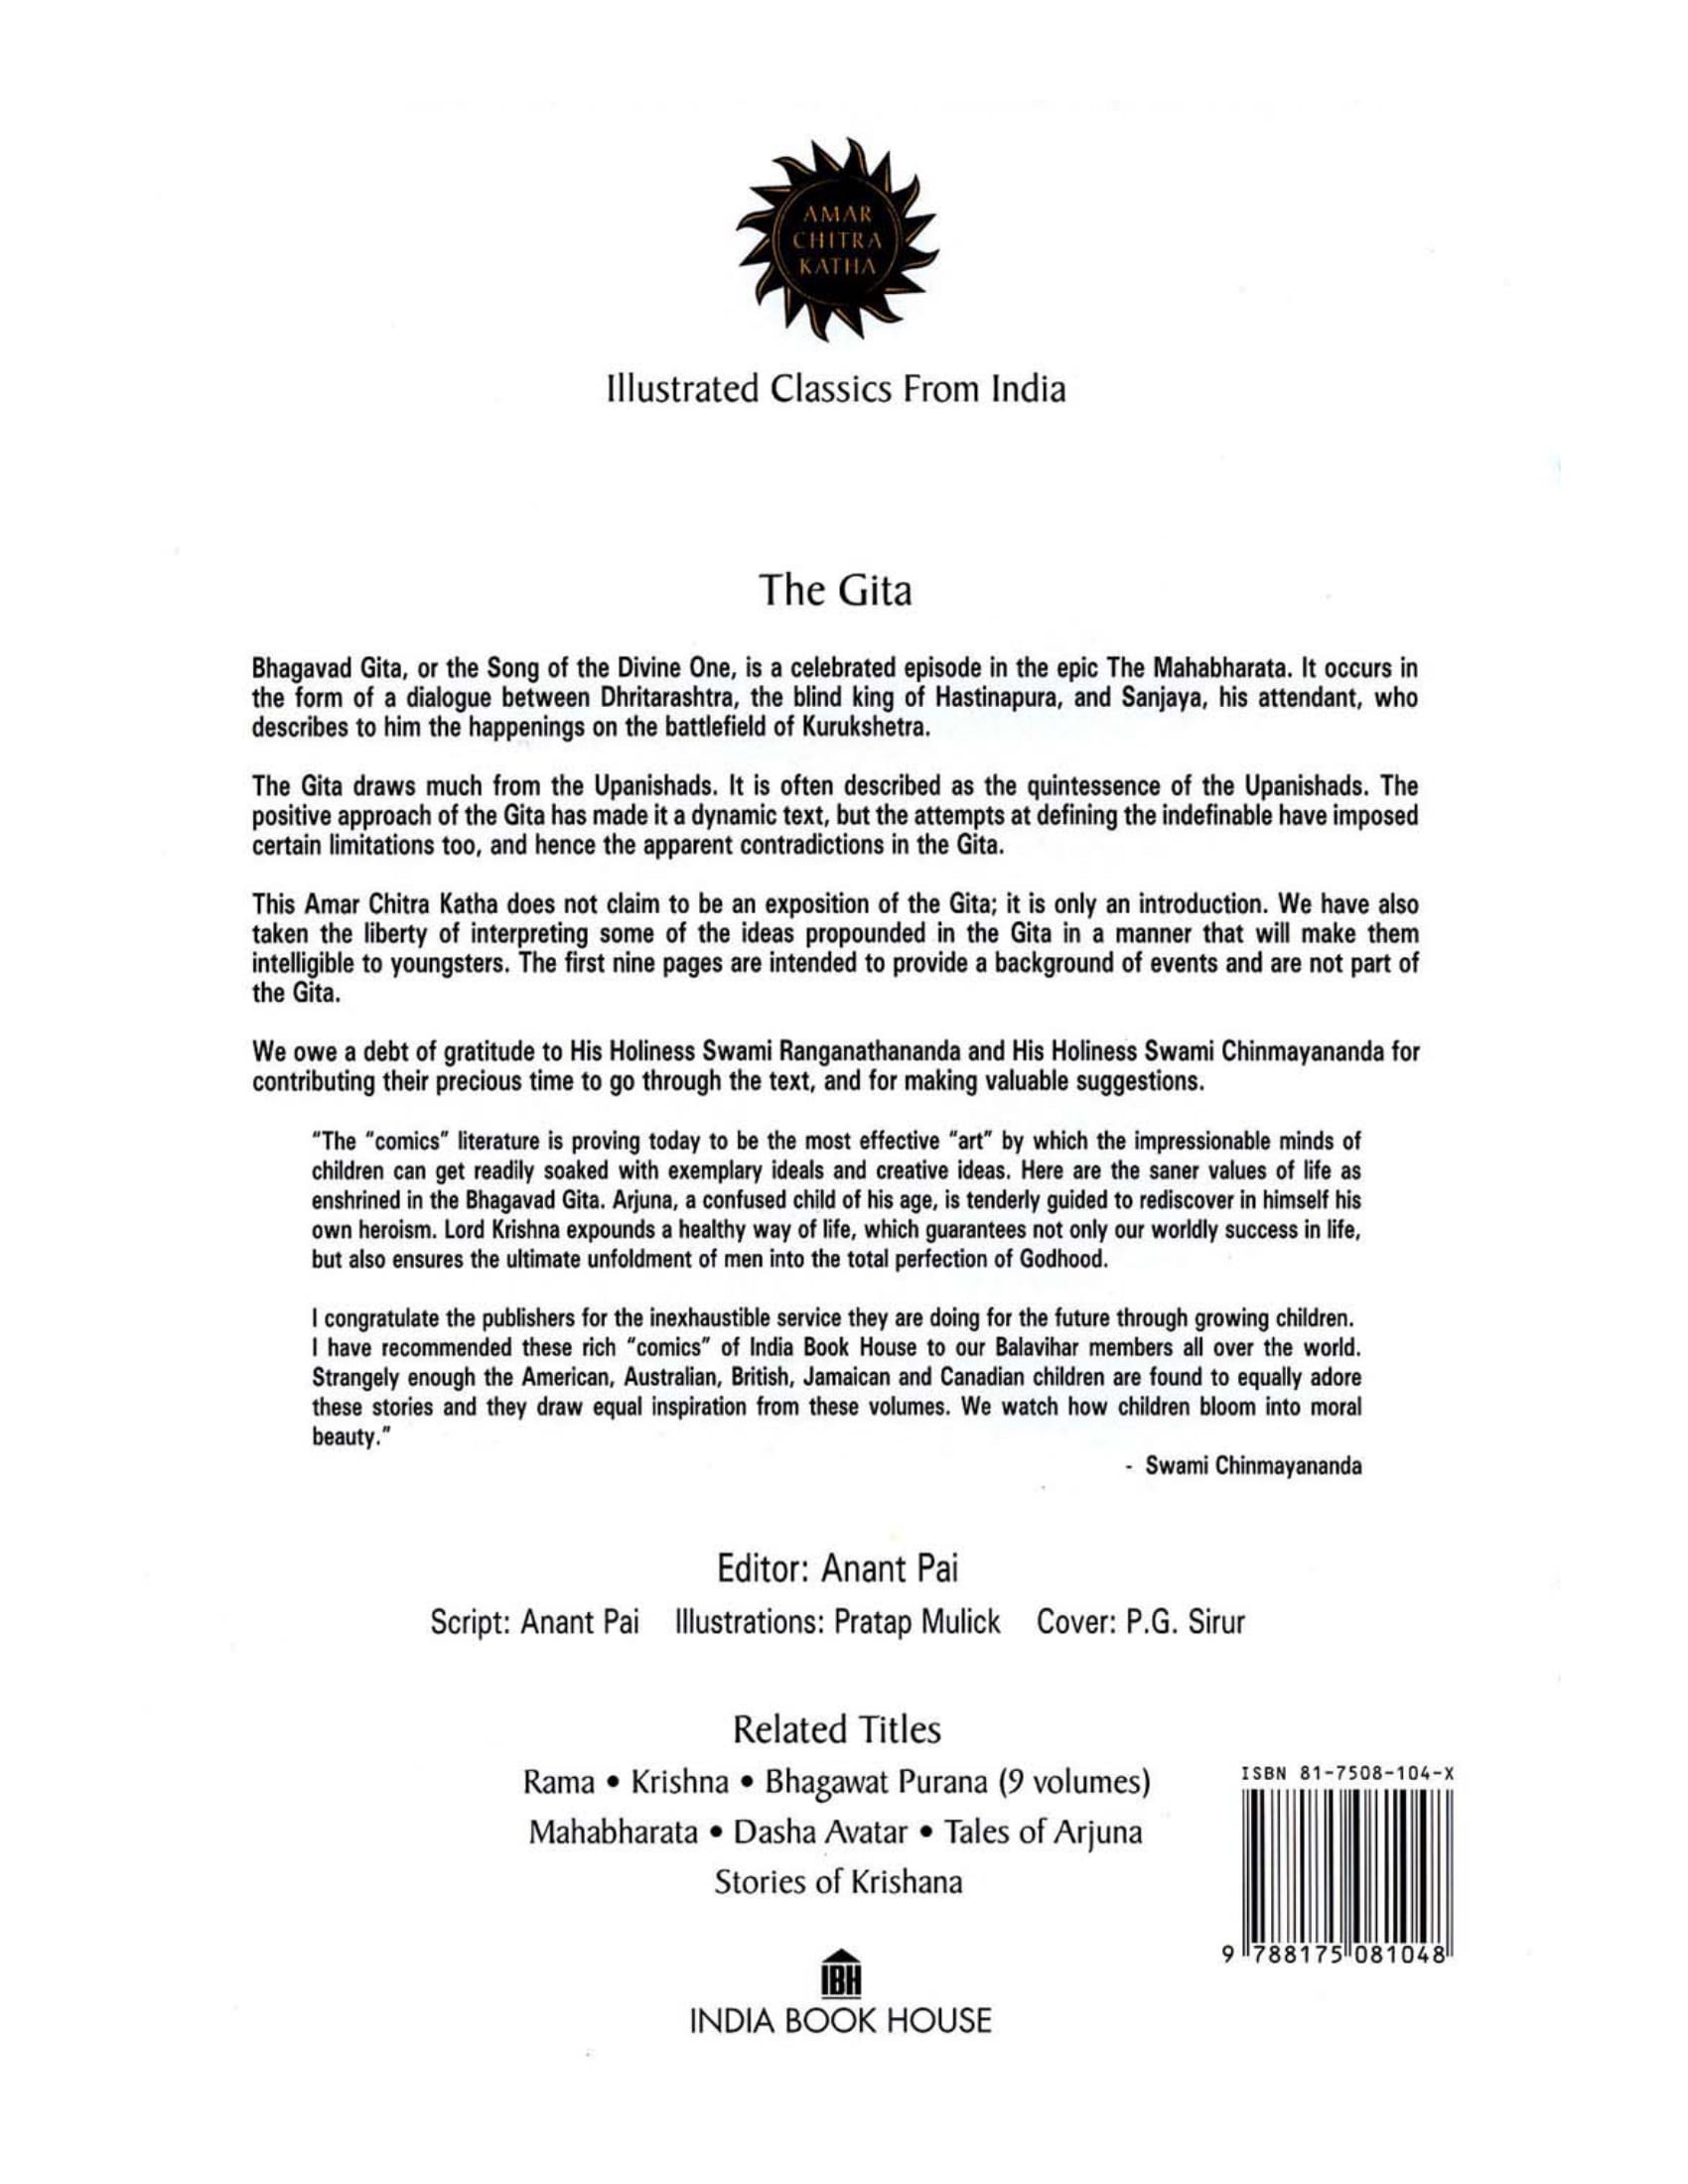 AMAR
CHITRA
KATHA
Illustrated Classics From India
The Gita
Bhagavad Gita, or the Song of the Divine One, is a celebrated episode in the epic The Mahabharata. It occurs in
the form of a dialogue between Dhritarashtra, the blind king of Hastinapura, and Sanjaya, his attendant, who
describes to him the happenings on the battlefield of Kurukshetra.
The Gita draws much from the Upanishads. It is often described as the quintessence of the Upanishads. The
positive approach of the Gita has made it a dynamic text, but the attempts at defining the indefinable have imposed
certain limitations too, and hence the apparent contradictions in the Gita.
This Amar Chitra Katha does not claim to be an exposition of the Gita; it is only an introduction. We have also
taken the liberty of interpreting some of the ideas propounded in the Gita in a manner that will make them
intelligible to youngsters. The first nine pages are intended to provide a background of events and are not part of
the Gita.
We owe a debt of gratitude to His Holiness Swami Ranganathananda and His Holiness Swami Chinmayananda for
contributing their precious time to go through the text, and for making valuable suggestions.
"The "comics" literature is proving today to be the most effective "art" by which the impressionable minds of
children can get readily soaked with exemplary ideals and creative ideas. Here are the saner values of life as
enshrined in the Bhagavad Gita. Arjuna, a confused child of his age, is tenderly guided to rediscover in himself his
own heroism. Lord Krishna expounds a healthy way of life, which guarantees not only our worldly success in life,
but also ensures the ultimate unfoldment of men into the total perfection of Godhood.
I congratulate the publishers for the inexhaustible service they are doing for the future through growing children.
I have recommended these rich "comics" of India Book House to our Balavihar members all over the world.
Strangely enough the American, Australian, British, Jamaican and Canadian children are found to equally adore
these stories and they draw equal inspiration from these volumes. We watch how children bloom into moral
beauty."
- Swami Chinmayananda
Editor: Anant Pai
Script: Anant Pai Illustrations: Pratap Mulick Cover: P.G. Sirur
Related Titles
Rama • Krishna • Bhagawat Purana (9 volumes)
Mahabharata • Dasha Avatar • Tales of Arjuna
Stories of Krishana
ISBN 81-7508-104-X
9 788175 081048
IBH
INDIA BOOK HOUSE